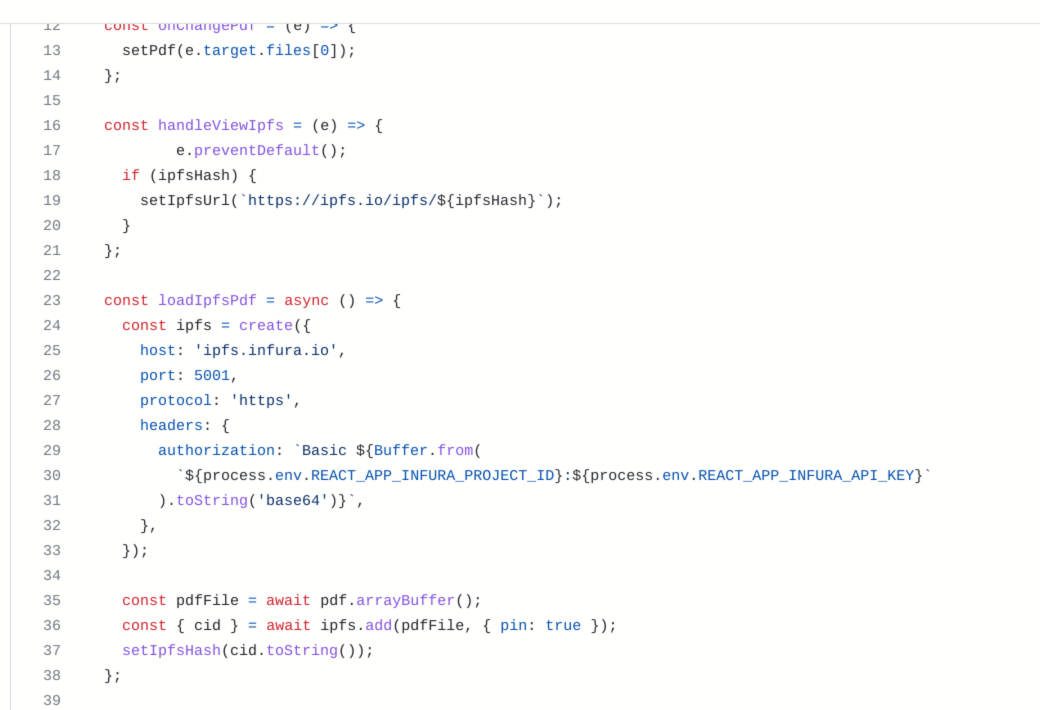 12 const onChangePdf = (e) => {
13 setPdf(e.target.files[0]);
14 };
15
16 const handleViewIpfs = (e) => {
17 e.preventDefault();
18 if (ipfsHash) {
19 setIpfsUrl(`https://ipfs.io/ipfs/${ipfsHash}`);
20 }
21 };
22
23 const loadIpfsPdf = async () => {
24 const ipfs = create({
25 host: 'ipfs.infura.io',
26 port: 5001,
27 protocol: 'https',
28 headers: {
29 authorization: `Basic ${Buffer.from(
30 `${process.env.REACT_APP_INFURA_PROJECT_ID}:${process.env.REACT_APP_INFURA_API_KEY}`
31 ).toString('base64')}`,
32 },
33 });
34
35 const pdfFile = await pdf.arrayBuffer();
36 const { cid } = await ipfs.add(pdfFile, { pin: true });
37 setIpfsHash(cid.toString());
38 };
39